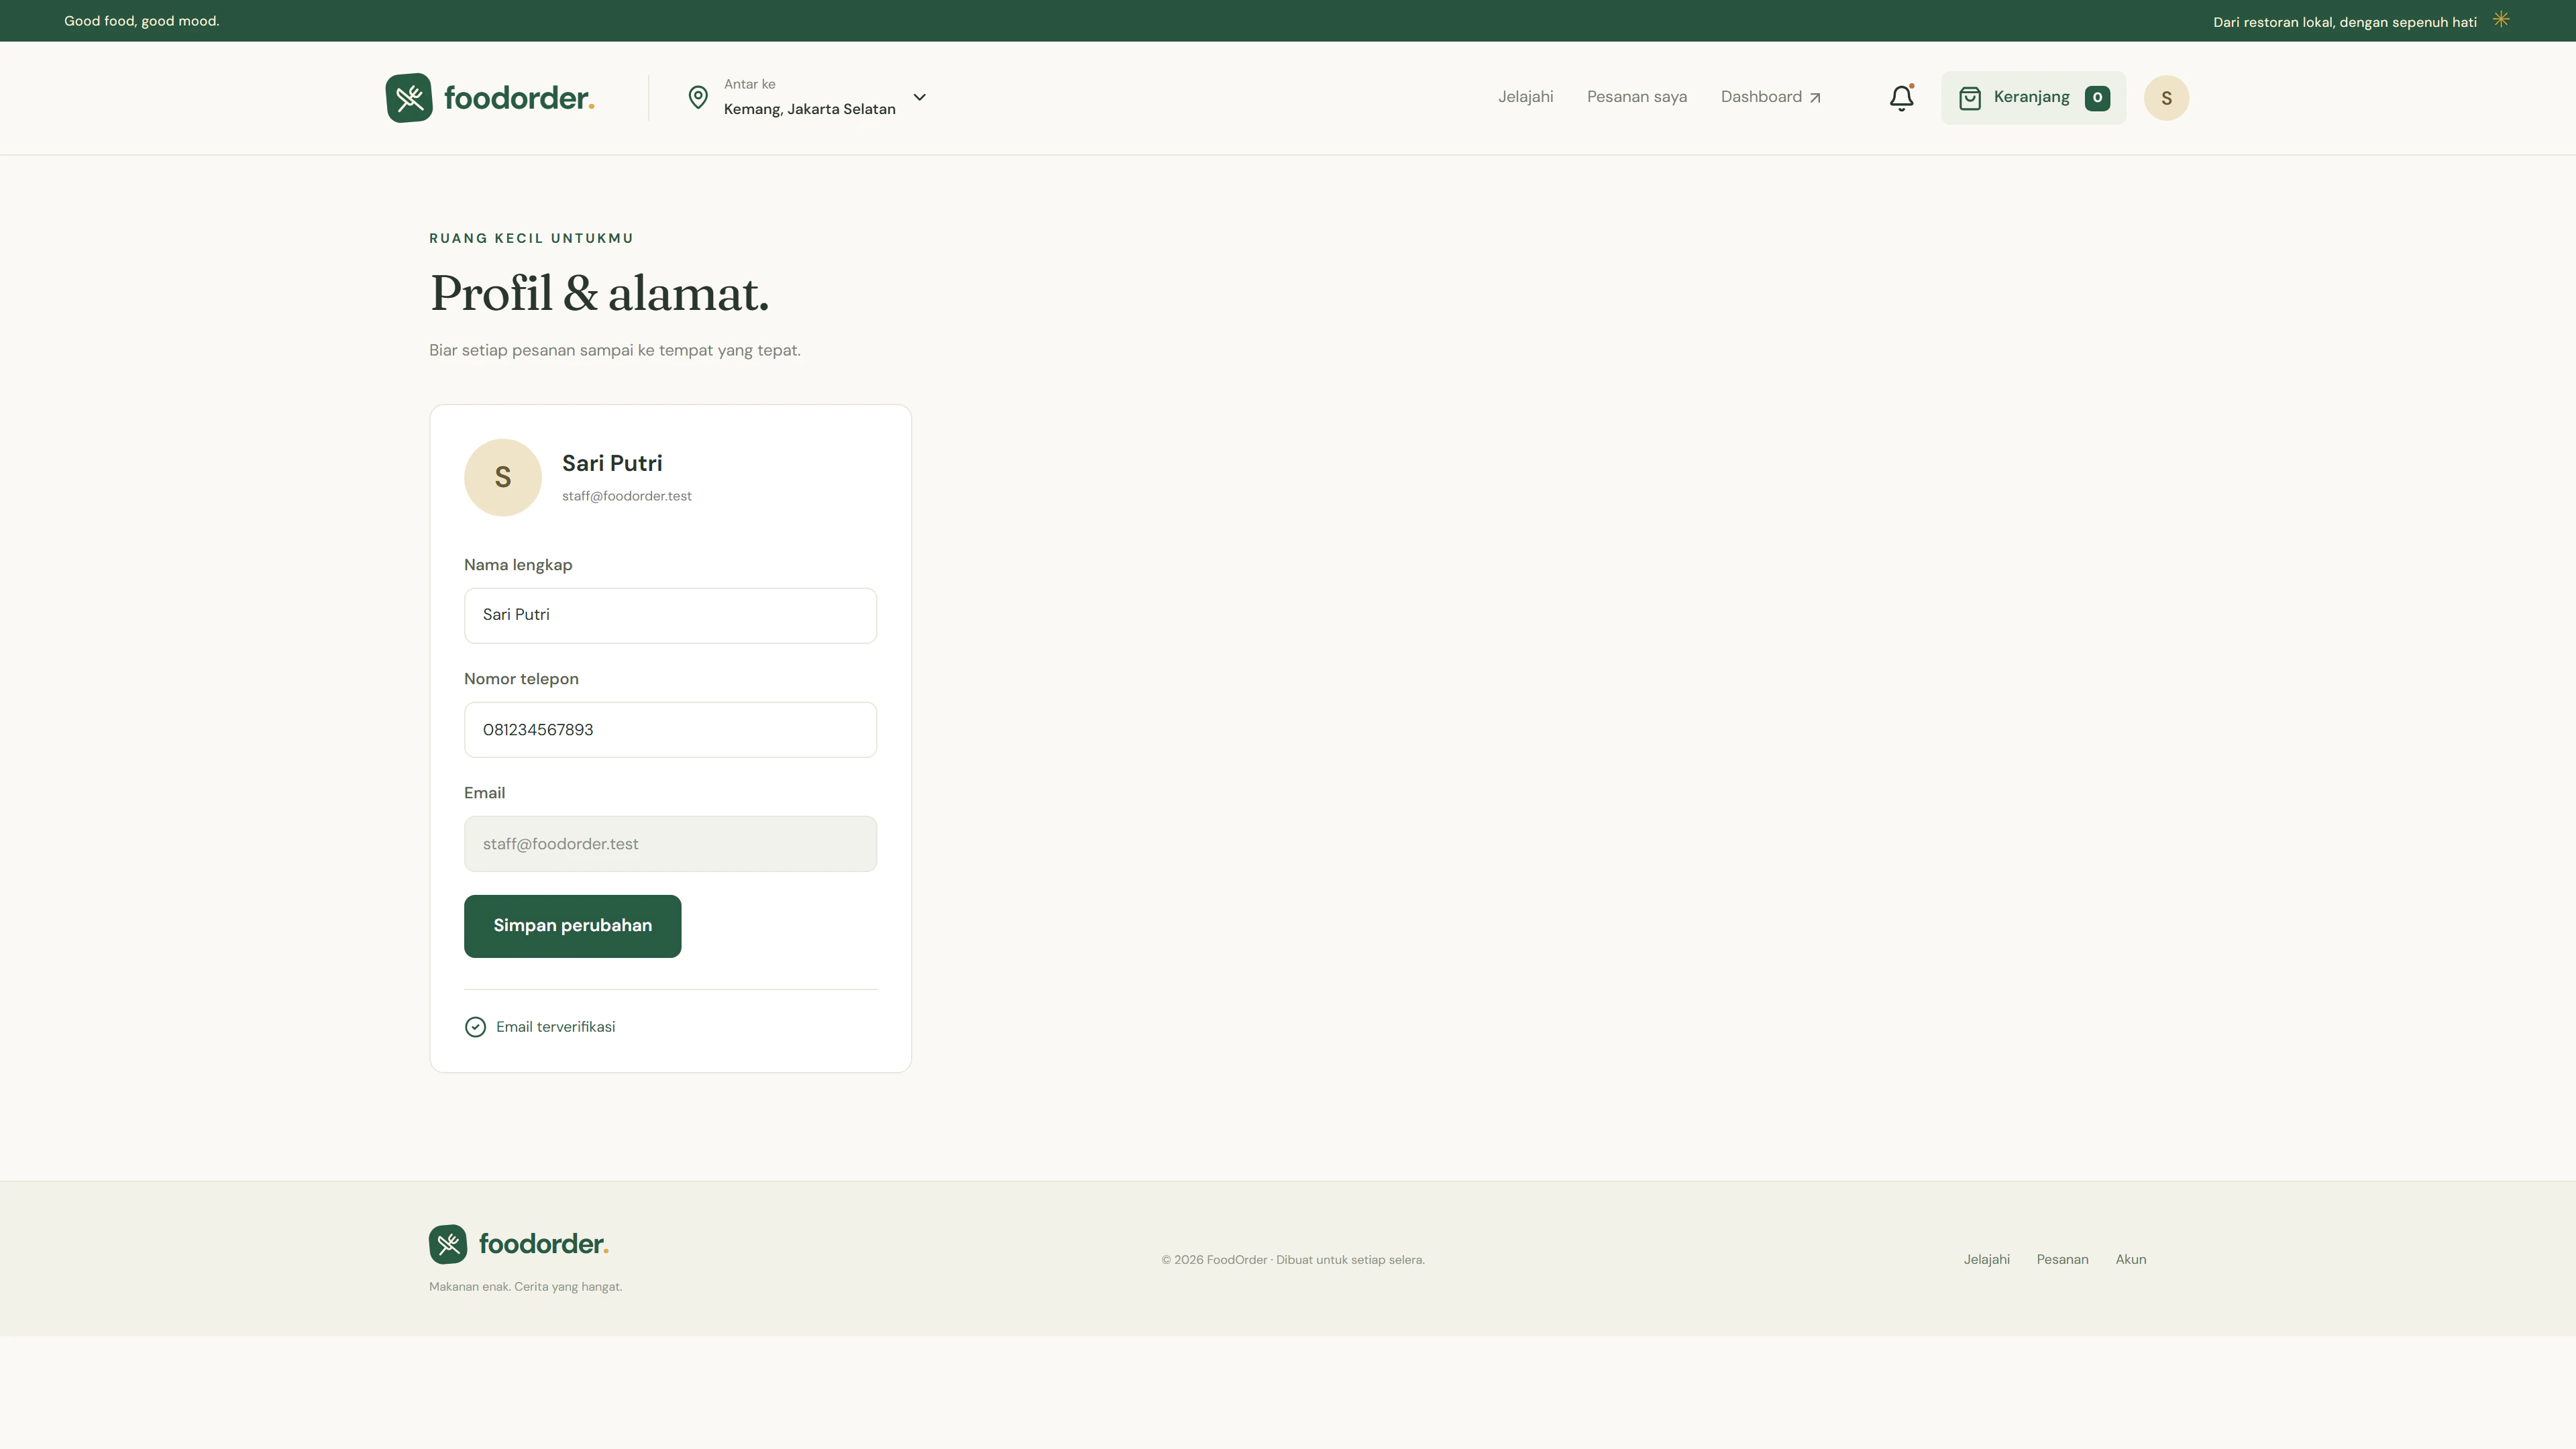 Good food, good mood.
Dari restoran lokal, dengan sepenuh hati
foodorder.
Antar ke
Kemang, Jakarta Selatan
Jelajahi
Pesanan saya
Dashboard
Keranjang 0
S
RUANG KECIL UNTUKMU
Profil & alamat.
Biar setiap pesanan sampai ke tempat yang tepat.
S
Sari Putri
staff@foodorder.test
Nama lengkap
Sari Putri
Nomor telepon
081234567893
Email
staff@foodorder.test
Simpan perubahan
Email terverifikasi
foodorder.
Makanan enak. Cerita yang hangat.
© 2026 FoodOrder · Dibuat untuk setiap selera.
Jelajahi
Pesanan
Akun